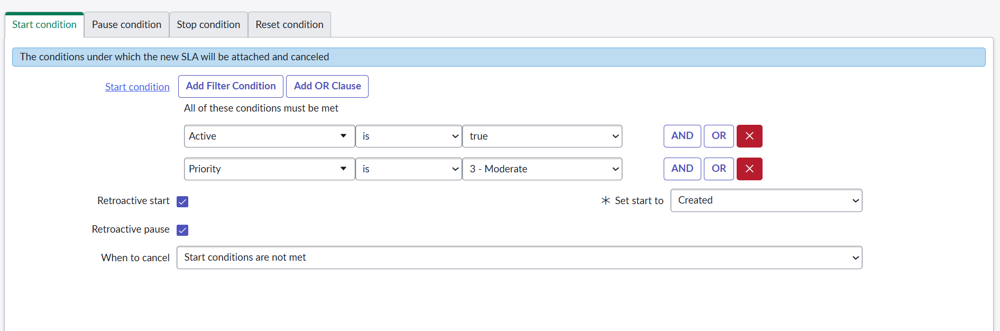 Start condition Pause condition Stop condition Reset condition
The conditions under which the new SLA will be attached and canceled
Start condition Add Filter Condition Add OR Clause
All of these conditions must be met
Active is true AND OR
Priority is 3 - Moderate AND OR
Retroactive start * Set start to Created
Retroactive pause
When to cancel Start conditions are not met